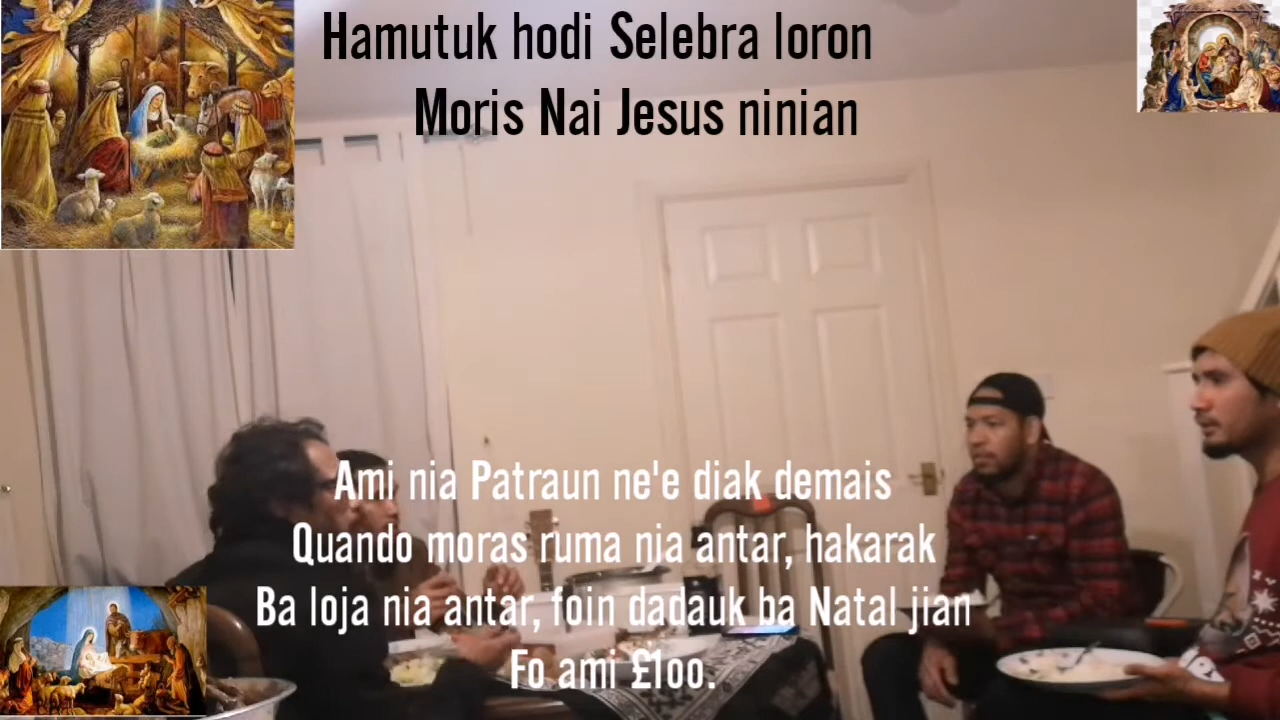 Hamutuk hodi Selebra loron
Moris Nai Jesus ninian
Ami nia Patraun ne'e diak demais
Quando moras ruma nia antar, hakarak
Ba loja nia antar, foin dadauk ba Natal jian
Fo ami £1oo.